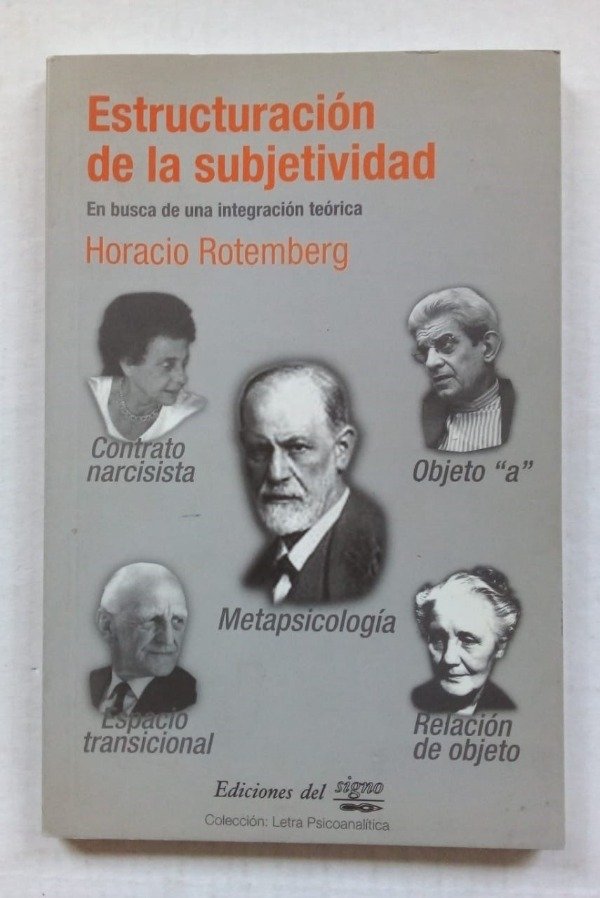 Estructuración
de la subjetividad
En busca de una integración teórica
Horacio Rotemberg
Contrato
narcisista
Objeto "a"
Metapsicología
Espacio
transicional
Relación
de objeto
Ediciones del signo
Colección: Letra Psicoanalítica